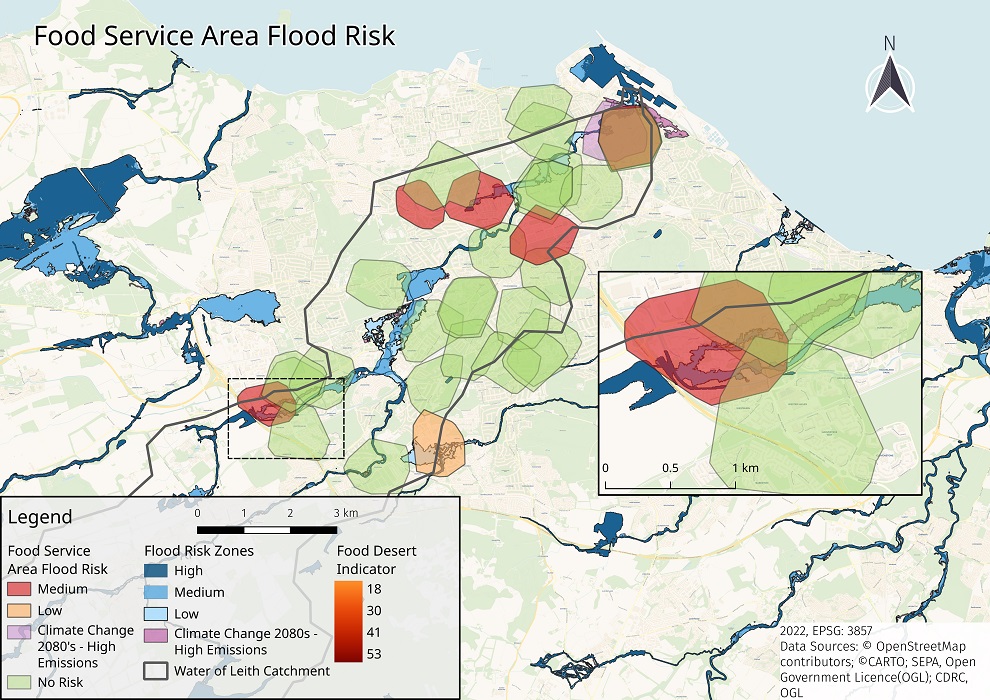 Food Service Area Flood Risk
N
0 0.5 1 km
Legend
0 1 2 3 km
Food Service
Area Flood Risk
Medium
Low
Climate Change
2080's - High
Emissions
No Risk
Flood Risk Zones
High
Medium
Low
Climate Change 2080s -
High Emissions
Water of Leith Catchment
Food Desert
Indicator
18
30
41
53
2022, EPSG: 3857
Data Sources: © OpenStreetMap
contributors; ©CARTO; SEPA, Open
Government Licence(OGL); CDRC,
OGL